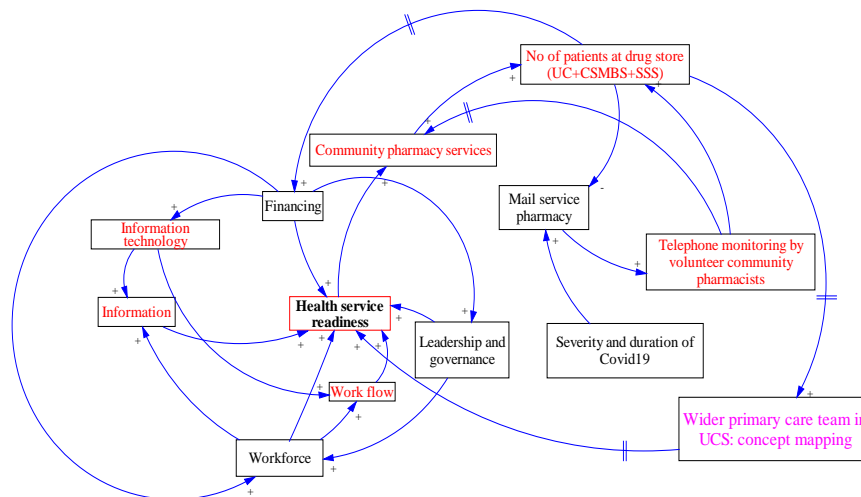 No of patients at drug store
(UC+CSMBS+SSS)
Community pharmacy services
Mail service
pharmacy
Financing
Information
technology
Telephone monitoring by
volunteer community
pharmacists
Information
Health service
readiness
Leadership and
governance
Severity and duration of
Covid19
Work flow
Wider primary care team in
UCS: concept mapping
Workforce